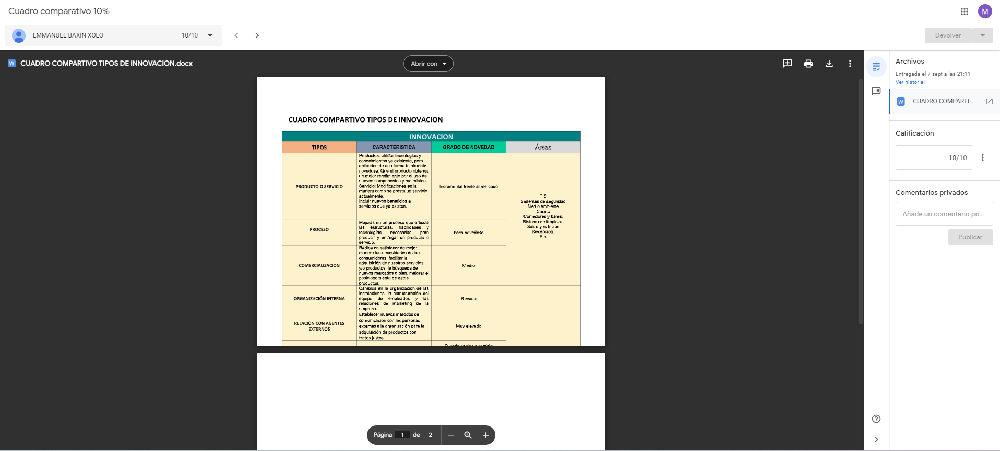 Cuadro comparativo 10%
M
EMMANUEL BAXIN XOLO 10/10
Devolver
W CUADRO COMPARTIVO TIPOS DE INNOVACION.docx
Abrir con
CUADRO COMPARTIVO TIPOS DE INNOVACION
INNOVACION
TIPOS CARACTERISTICA GRADO DE NOVEDAD Áreas
PRODUCTO O SERVICIO
Productos: utilizar tecnologías y
conocimientos ya existente, pero
aplicados de una forma totalmente
novedosa. Que el producto obtenga
un mejor rendimiento por el uso de
nuevos componentes y materiales.
Servicio: Modificaciones en la
manera como se presta un servicio
actualmente.
Incluir nuevos beneficios a
servicios que ya existen.
Incremental frente al mercado
TIC
Sistemas de seguridad
Medio ambiente
Cocina
Comedores y bares.
Sistema de limpieza.
Salud y nutrición
Recepción.
Etc.
PROCESO
Mejoras en un proceso que articula
las estructuras, habilidades y
tecnologías necesarias para
producir y entregar un producto o
servicio.
Poco novedoso
COMERCIALIZACION
Radica en satisfacer de mejor
manera las necesidades de los
consumidores, facilitar la
adquisición de nuestros servicios
y/o productos, la búsqueda de
nuevos mercados o bien, mejorar el
posicionamiento de estos
productos.
Medio
ORGANIZACIÓN INTERNA
Cambios en la organización de las
instalaciones, la estructuración del
equipo de empleados y las
relaciones de marketing de la
empresa.
Elevado
RELACION CON AGENTES
EXTERNOS
Establecer nuevos métodos de
comunicación con las personas
externas a la organización para la
adquisición de productos con
tratos justos
Muy elevado
Cuando se da un cambio
Página 1 de 2
Archivos
Entregada el 7 sept a las 21:11
Ver historial
W CUADRO COMPARTI...
Calificación
10/10
Comentarios privados
Añade un comentario pri...
Publicar